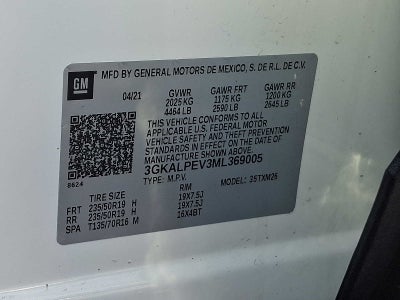 GM MFD BY GENERAL MOTORS DE MEXICO, S. DE R.L. DE C.V.
04/21 GVWR GAWR FRT GAWR RR
2025 KG 1175 KG 1200 KG
4464 LB 2590 LB 2645 LB
THIS VEHICLE CONFORMS TO ALL
APPLICABLE U.S. FEDERAL MOTOR
VEHICLE SAFETY AND THEFT PREVENTION
STANDARDS IN EFFECT ON THE DATE OF
MANUFACTURE SHOWN ABOVE.
3GKALPEV3ML369005
8624 TYPE: M.P.V. MODEL: 3STXM26
TIRE SIZE RIM
FRT 235/50R19 H 19X7.5J
RR 235/50R19 H 19X7.5J
SPA T135/70R16 M 16X4BT